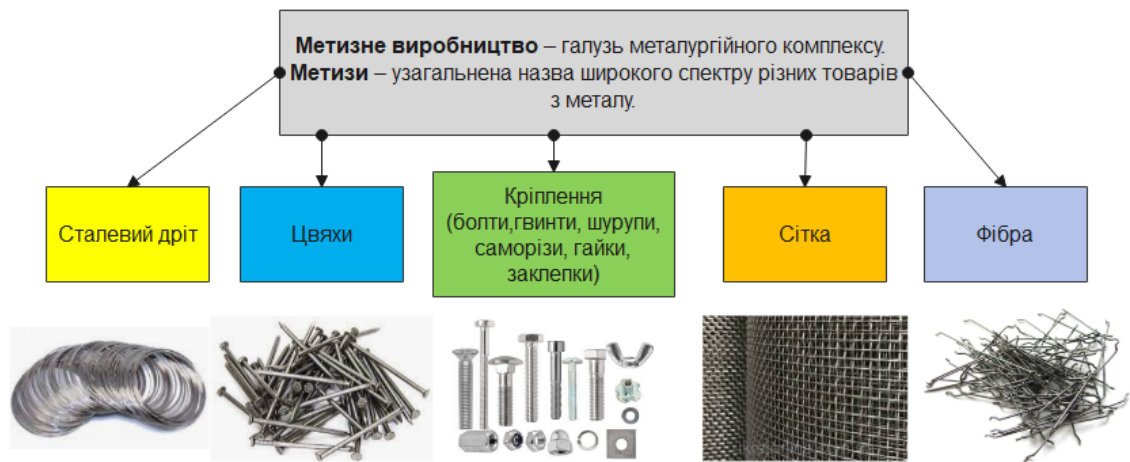 Метизне виробництво – галузь металургійного комплексу.
Метизи – узагальнена назва широкого спектру різних товарів
з металу.
Сталевий дріт
Цвяхи
Кріплення
(болти,гвинти, шурупи,
саморізи, гайки,
заклепки)
Сітка
Фібра